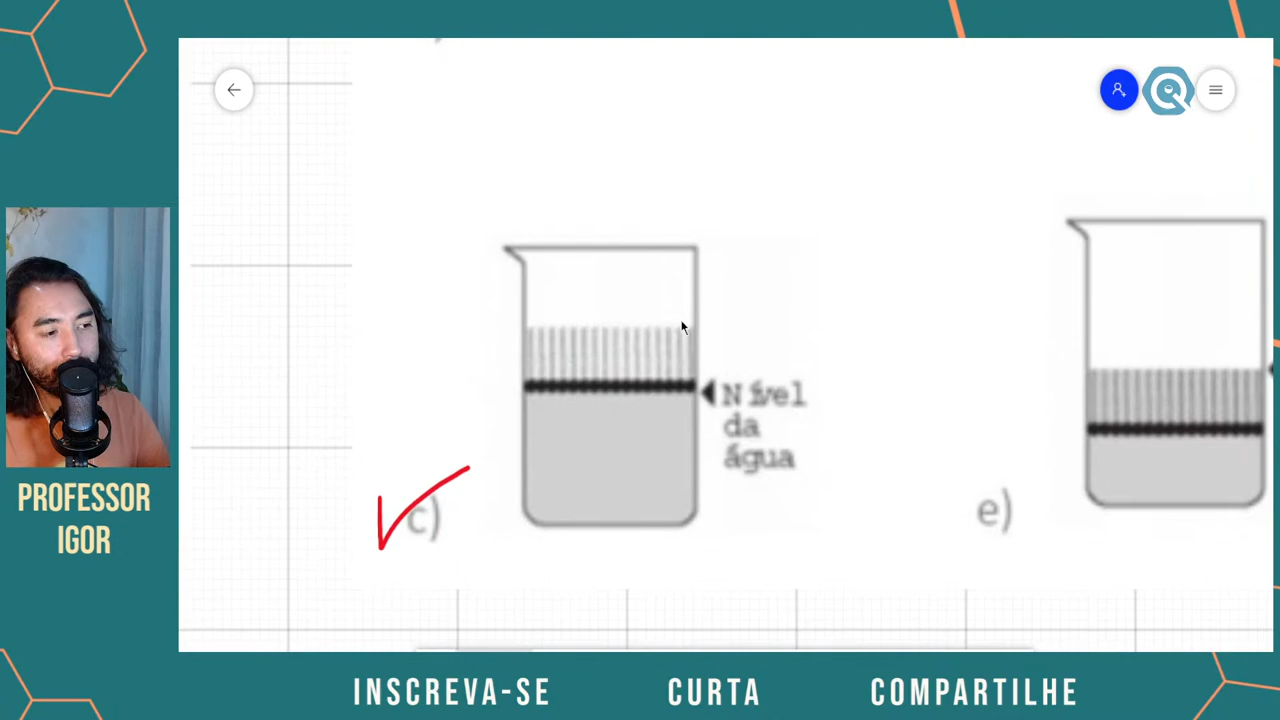 Nível
da
água
c)
e)
PROFESSOR
IGOR
INSCREVA-SE
CURTA
COMPARTILHE